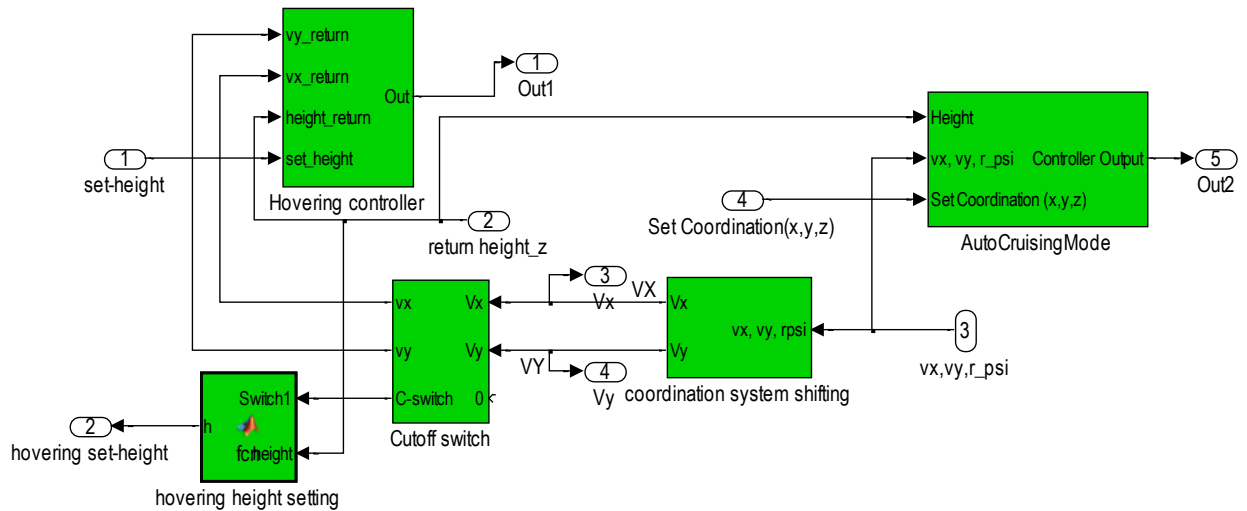 vy_return
vx_return
height_return
set_height
Out
Hovering controller
1
Out1
1
set-height
Height
vx, vy, r_psi
Set Coordination (x,y,z)
Controller Output
AutoCruisingMode
5
Out2
4
Set Coordination(x,y,z)
2
return height_z
3
Vx
VX
vx
vy
C-switch
Vx
Vy
0
Cutoff switch
VY
4
Vy
Vx
Vy
vx, vy, rpsi
coordination system shifting
3
vx,vy,r_psi
Switch1
h
fcn
height
hovering height setting
2
hovering set-height